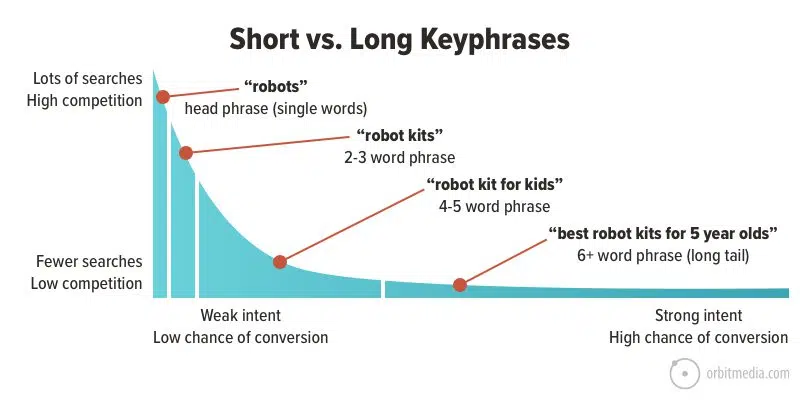 Short vs. Long Keyphrases
Lots of searches
High competition
“robots”
head phrase (single words)
“robot kits”
2-3 word phrase
“robot kit for kids”
4-5 word phrase
“best robot kits for 5 year olds”
6+ word phrase (long tail)
Fewer searches
Low competition
Weak intent
Low chance of conversion
Strong intent
High chance of conversion
orbitmedia.com